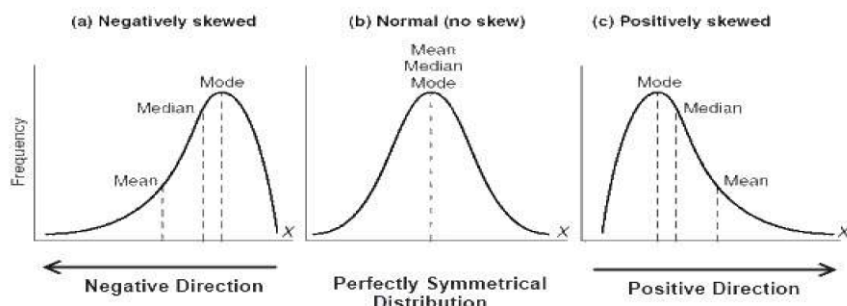 (a) Negatively skewed
(b) Normal (no skew)
(c) Positively skewed
Frequency
Mean
Median
Mode
X
Mean
Median
Mode
X
Mode
Median
Mean
X
Negative Direction
Perfectly Symmetrical
Distribution
Positive Direction